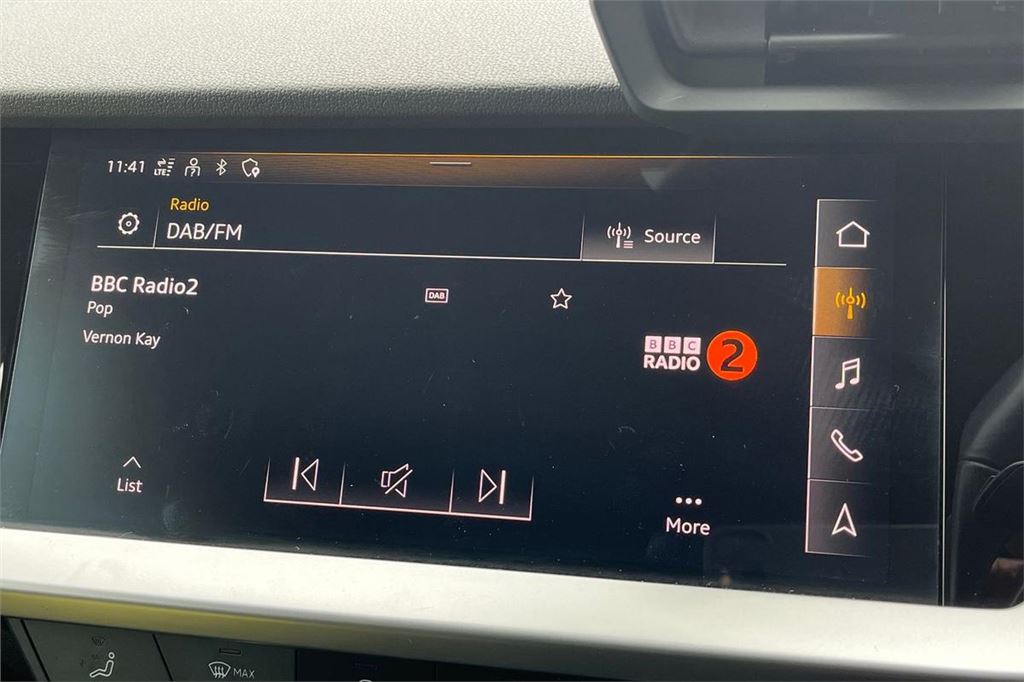 11:41 LTE
Radio
DAB/FM
Source
BBC Radio2
DAB
Pop
Vernon Kay
BBC
RADIO 2
List
More
MAX